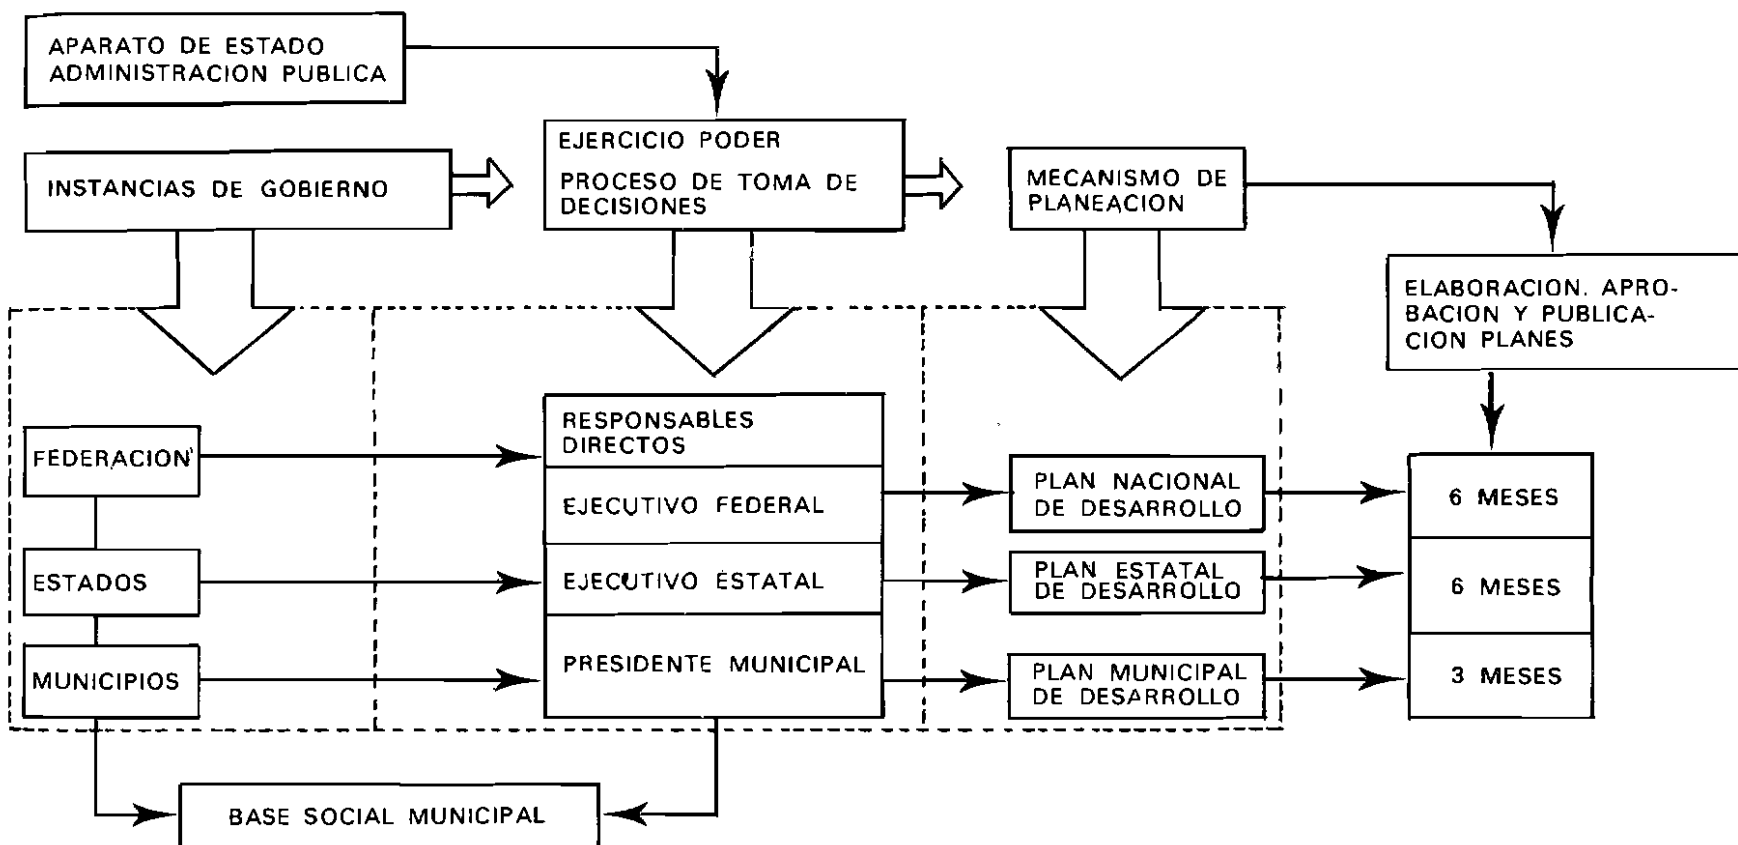 APARATO DE ESTADO
ADMINISTRACION PUBLICA
INSTANCIAS DE GOBIERNO
EJERCICIO PODER
PROCESO DE TOMA DE
DECISIONES
MECANISMO DE
PLANEACION
ELABORACION. APRO-
BACION Y PUBLICA-
CION PLANES
FEDERACION
RESPONSABLES
DIRECTOS
EJECUTIVO FEDERAL
PLAN NACIONAL
DE DESARROLLO
6 MESES
ESTADOS
EJECUTIVO ESTATAL
PLAN ESTATAL
DE DESARROLLO
6 MESES
MUNICIPIOS
PRESIDENTE MUNICIPAL
PLAN MUNICIPAL
DE DESARROLLO
3 MESES
BASE SOCIAL MUNICIPAL